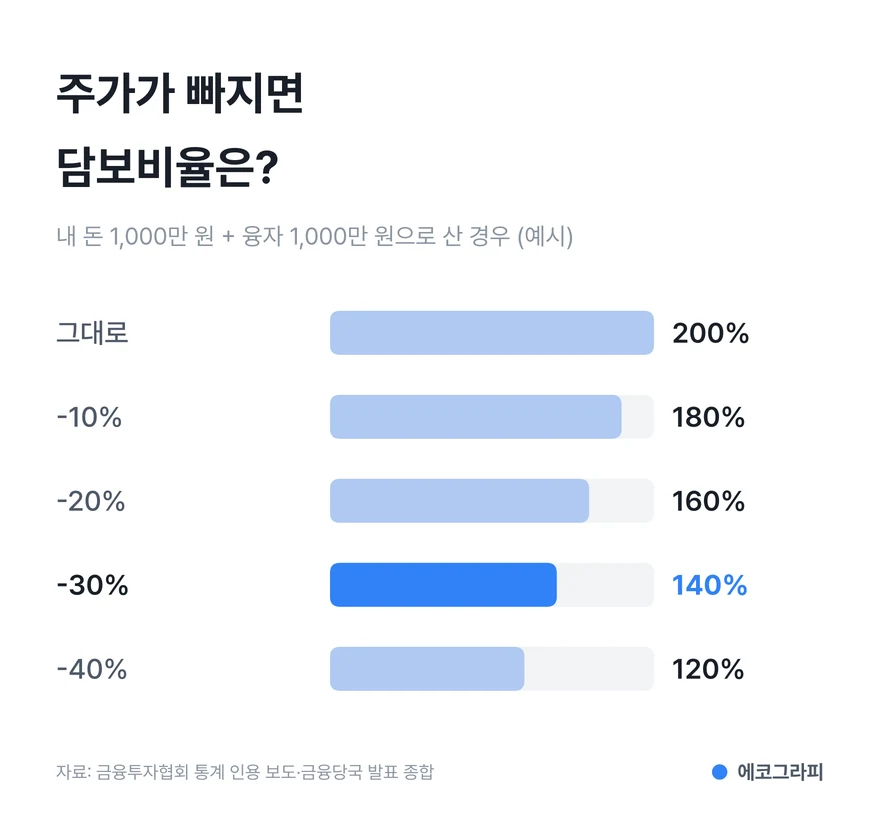 주가가 빠지면
담보비율은?
내 돈 1,000만 원 + 융자 1,000만 원으로 산 경우 (예시)
그대로 200%
-10% 180%
-20% 160%
-30% 140%
-40% 120%
자료: 금융투자협회 통계 인용 보도·금융당국 발표 종합
에코그라피